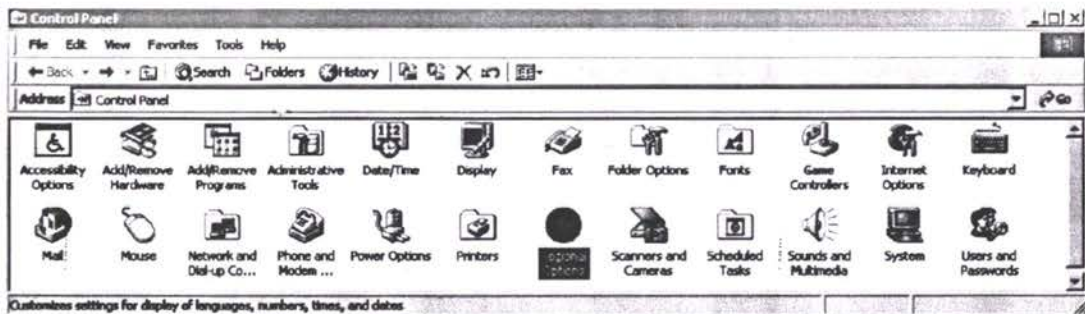 Control Panel
File Edit View Favorites Tools Help
Back Search Folders History
Address Control Panel Go
Accessibility Options
Add/Remove Hardware
Add/Remove Programs
Administrative Tools
Date/Time
Display
Fax
Folder Options
Fonts
Game Controllers
Internet Options
Keyboard
Mail
Mouse
Network and Dial-up Co...
Phone and Modem ...
Power Options
Printers
Regional Options
Scanners and Cameras
Scheduled Tasks
Sounds and Multimedia
System
Users and Passwords
Customizes settings for display of languages, numbers, times, and dates